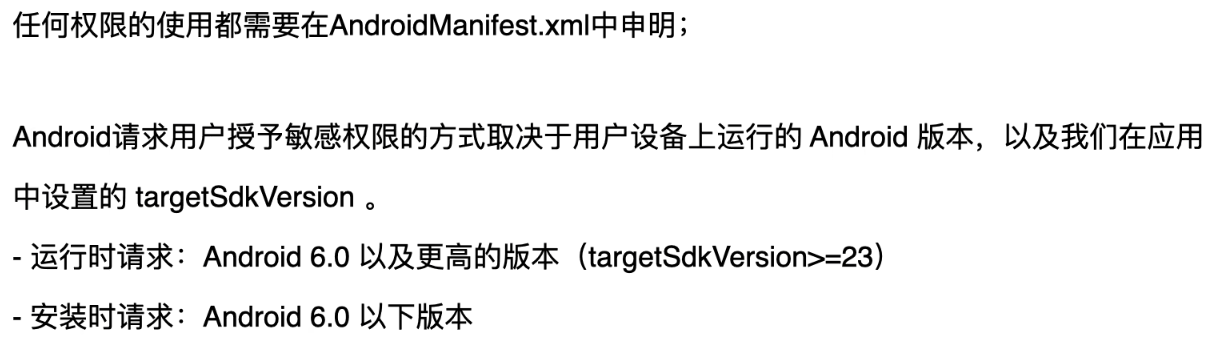 任何权限的使用都需要在AndroidManifest.xml中申明；
Android请求用户授予敏感权限的方式取决于用户设备上运行的 Android 版本，以及我们在应用
中设置的 targetSdkVersion 。
- 运行时请求：Android 6.0 以及更高的版本（targetSdkVersion>=23）
- 安装时请求：Android 6.0 以下版本